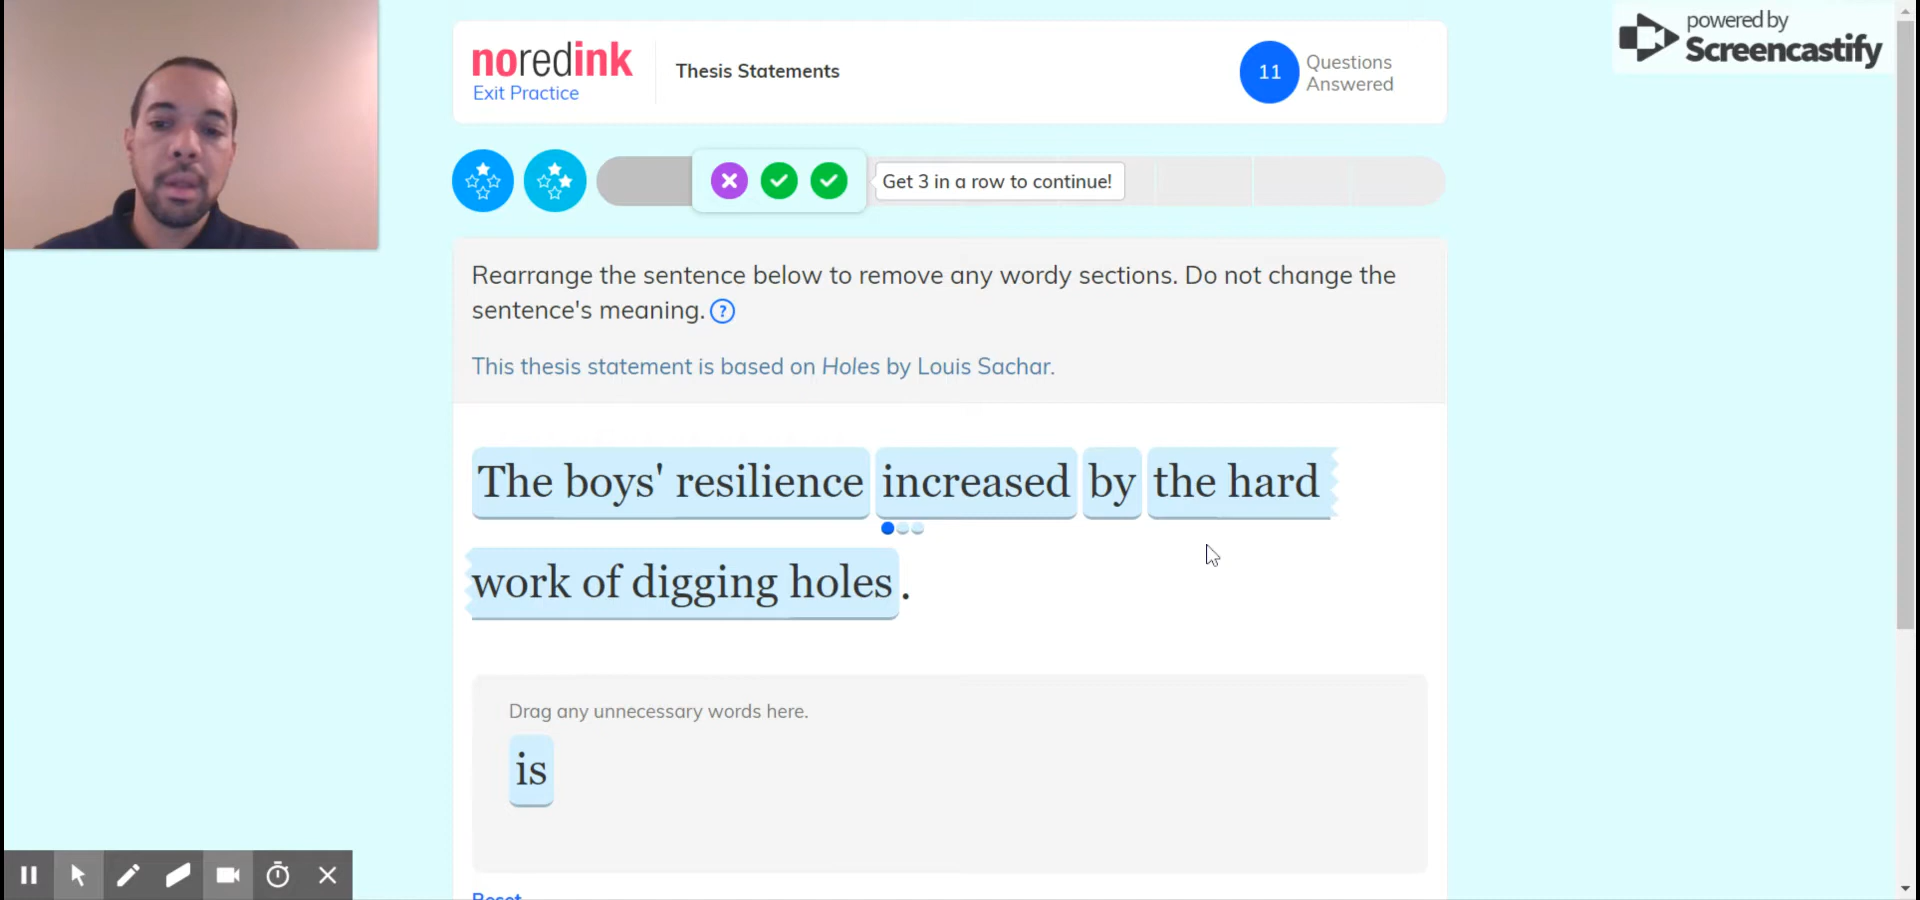 noredink
Exit Practice
Thesis Statements
11
Questions
Answered
powered by
Screencastify
Get 3 in a row to continue!
Rearrange the sentence below to remove any wordy sections. Do not change the
sentence's meaning. ?
This thesis statement is based on Holes by Louis Sachar.
The boys' resilience increased by the hard
work of digging holes.
Drag any unnecessary words here.
is
Reset